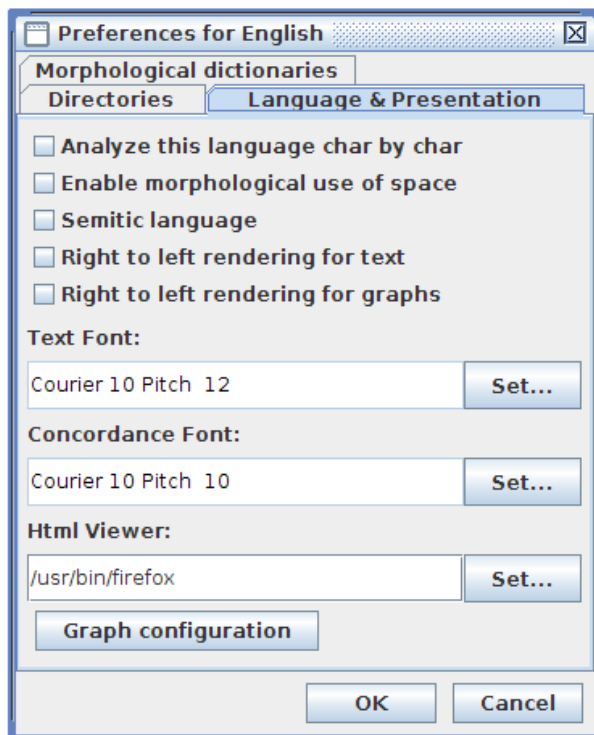 Preferences for English
Morphological dictionaries
Directories Language & Presentation
Analyze this language char by char
Enable morphological use of space
Semitic language
Right to left rendering for text
Right to left rendering for graphs
Text Font:
Courier 10 Pitch 12 Set...
Concordance Font:
Courier 10 Pitch 10 Set...
Html Viewer:
/usr/bin/firefox Set...
Graph configuration
OK Cancel